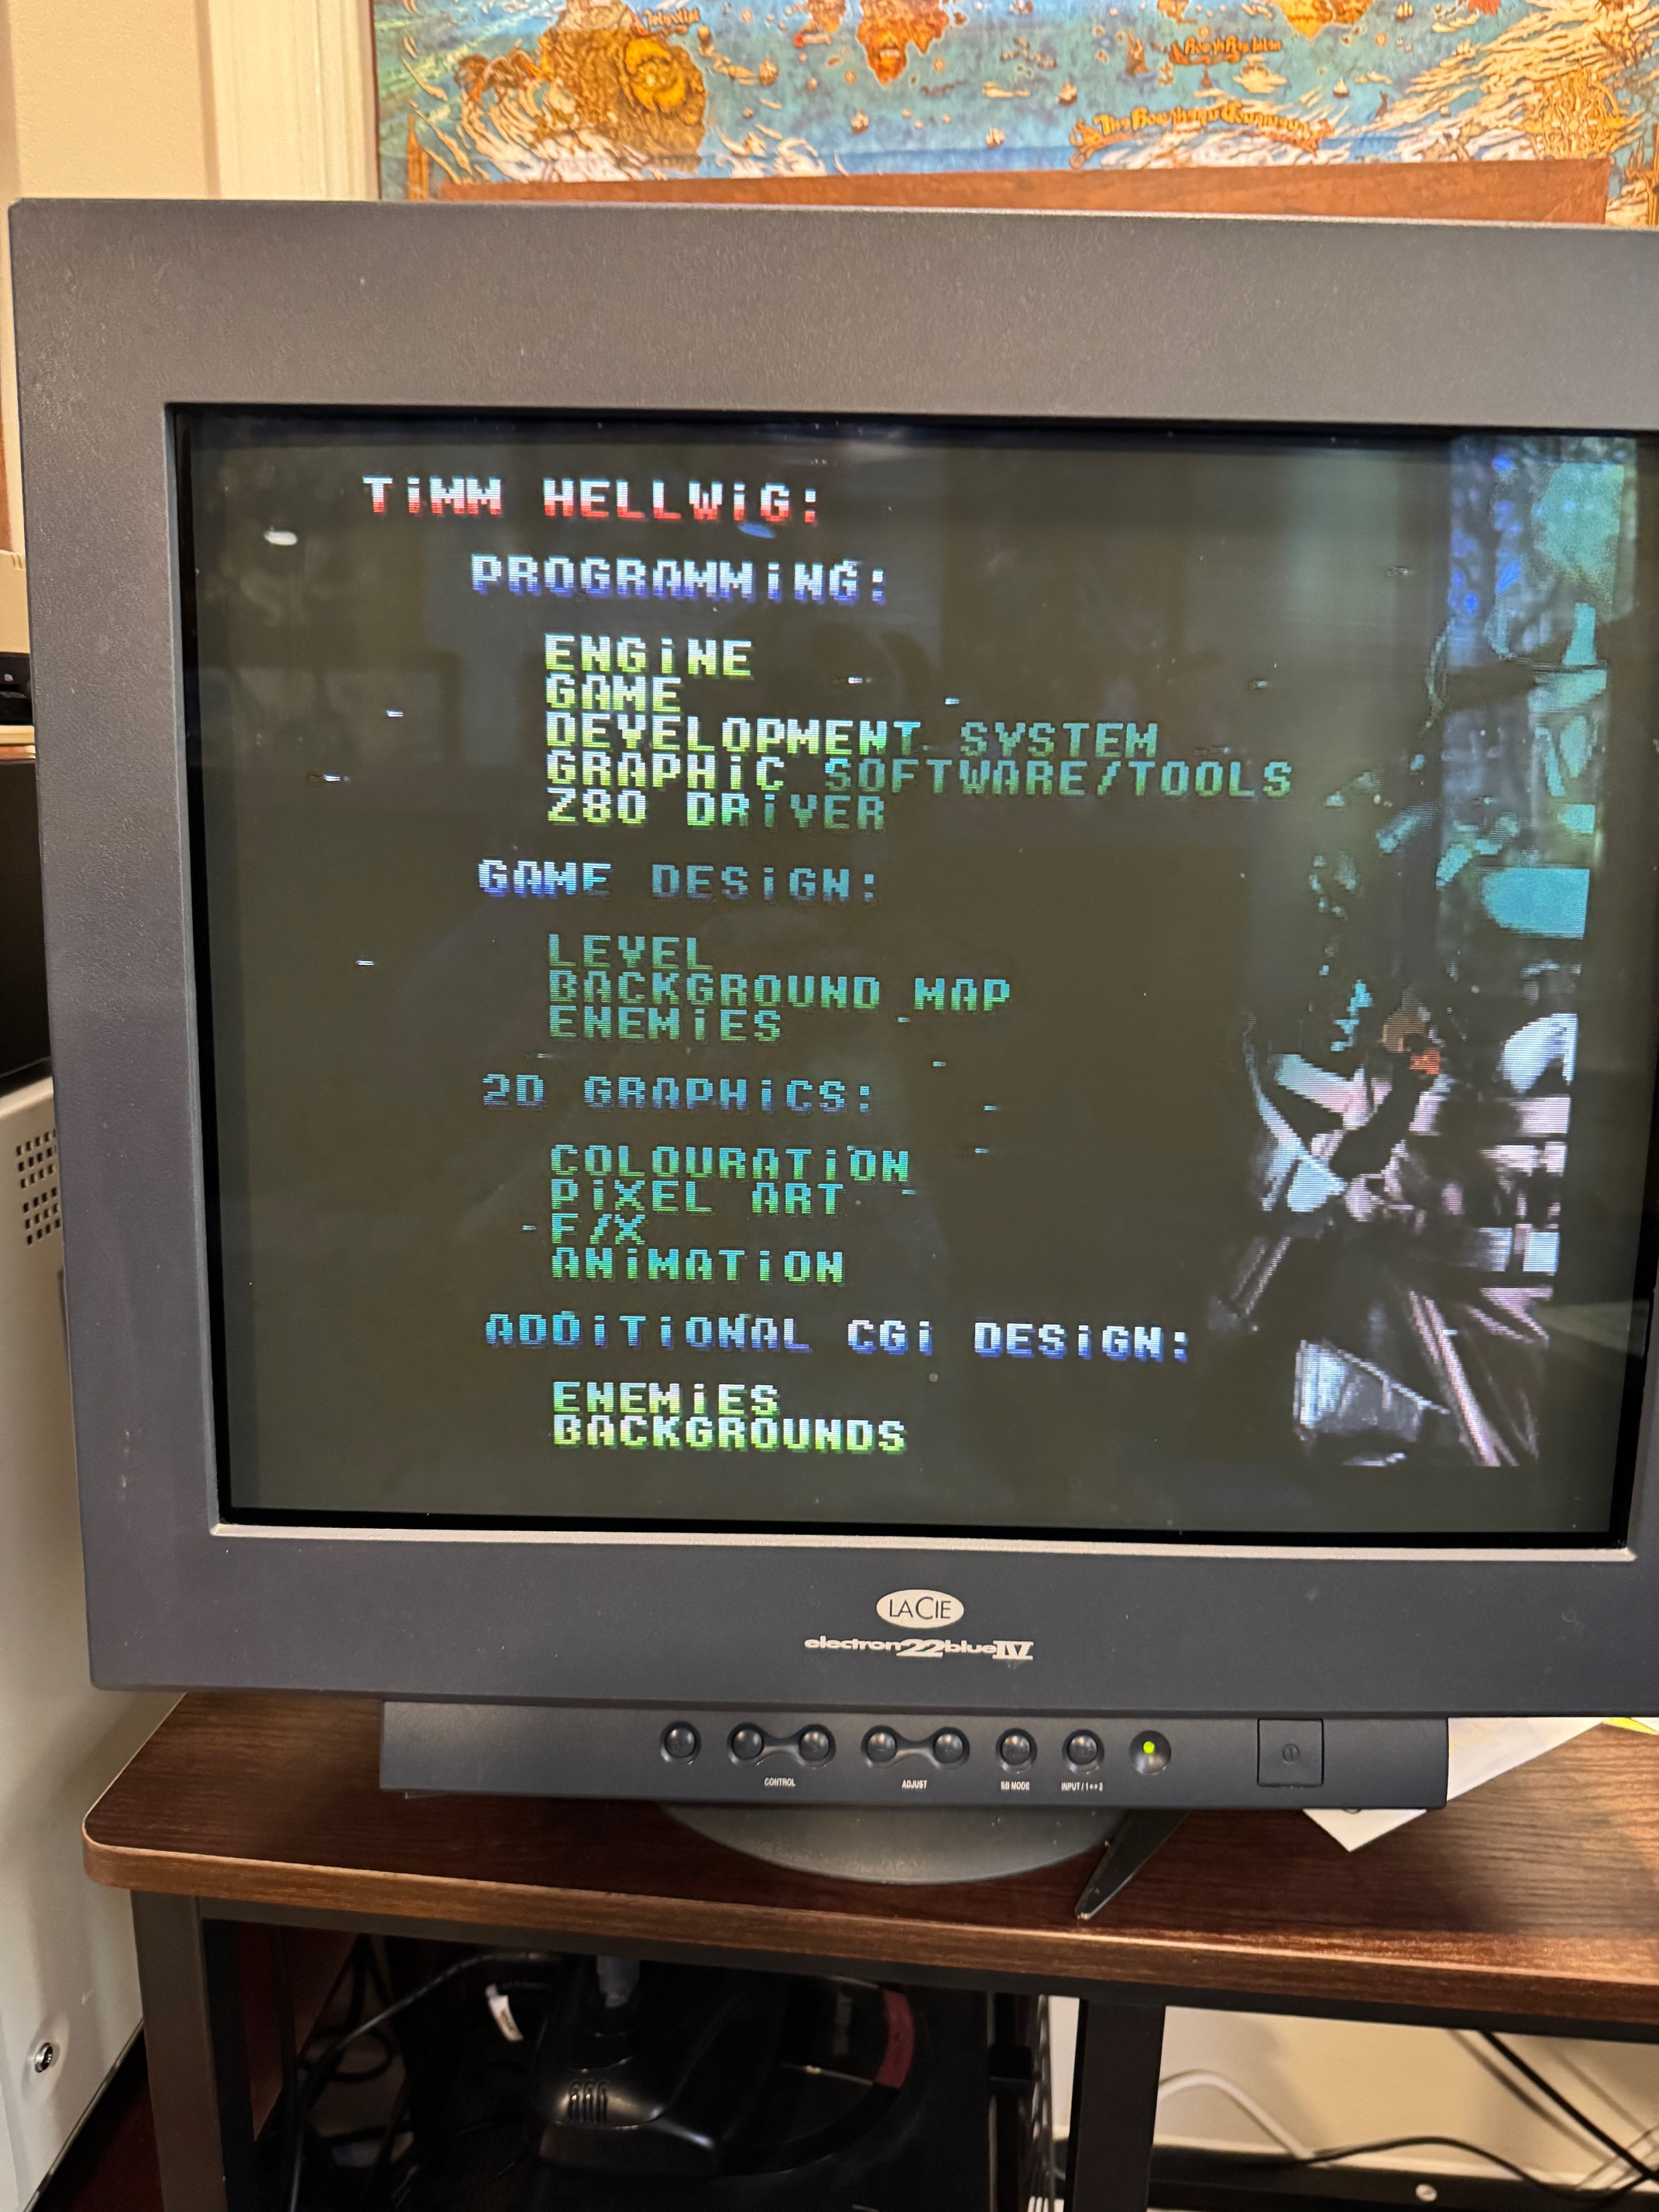 TiMM HELLWiG:
PROGRAMMiNG:
ENGiNE
GAME
DEVELOPMENT SYSTEM
GRAPHiC SOFTWARE/TOOLS
Z80 DRiVER
GAME DESiGN:
LEVEL
BACKGROUND MAP
ENEMiES
2D GRAPHiCS:
COLOURATiON
PiXEL ART
F/X
ANiMATiON
ADDiTiONAL CGi DESiGN:
ENEMiES
BACKGROUNDS
LACIE
electron22blueIV
CONTROL
ADJUST
SB MODE
INPUT/1↔2